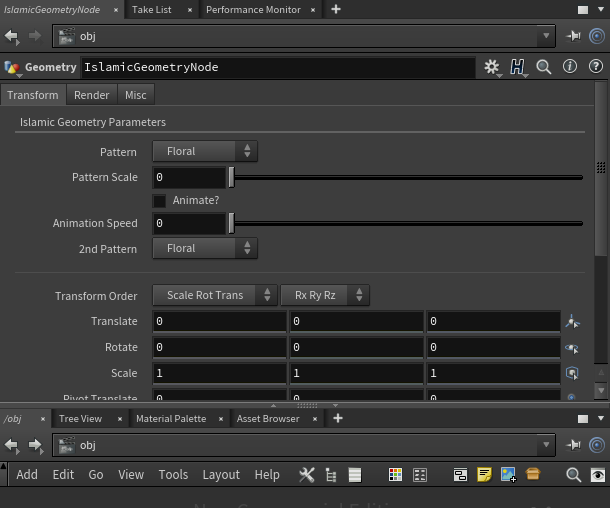 IslamicGeometryNode × Take List × Performance Monitor × +
obj
Geometry IslamicGeometryNode
Transform Render Misc
Islamic Geometry Parameters
Pattern Floral
Pattern Scale 0
Animate?
Animation Speed 0
2nd Pattern Floral
Transform Order Scale Rot Trans Rx Ry Rz
Translate 0 0 0
Rotate 0 0 0
Scale 1 1 1
Pivot Translate 0 0 0
/obj × Tree View × Material Palette × Asset Browser × +
obj
Add Edit Go View Tools Layout Help